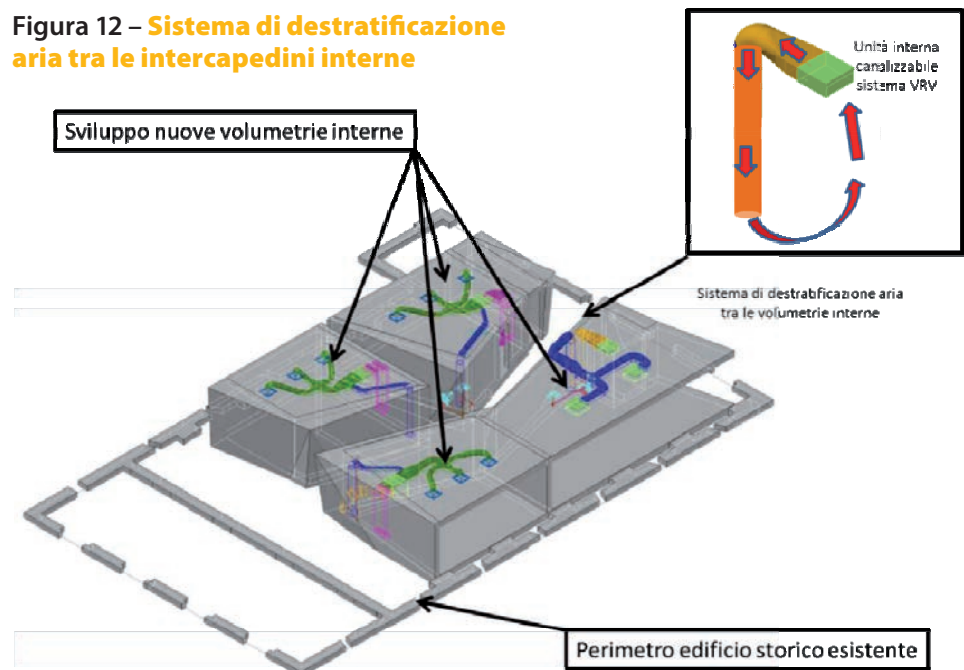 Figura 12 – Sistema di destratificazione
aria tra le intercapedini interne
Unità interna
canalizzabile
sistema VRV
Sviluppo nuove volumetrie interne
Sistema di destratificazione aria
tra le volumetrie interne
Perimetro edificio storico esistente